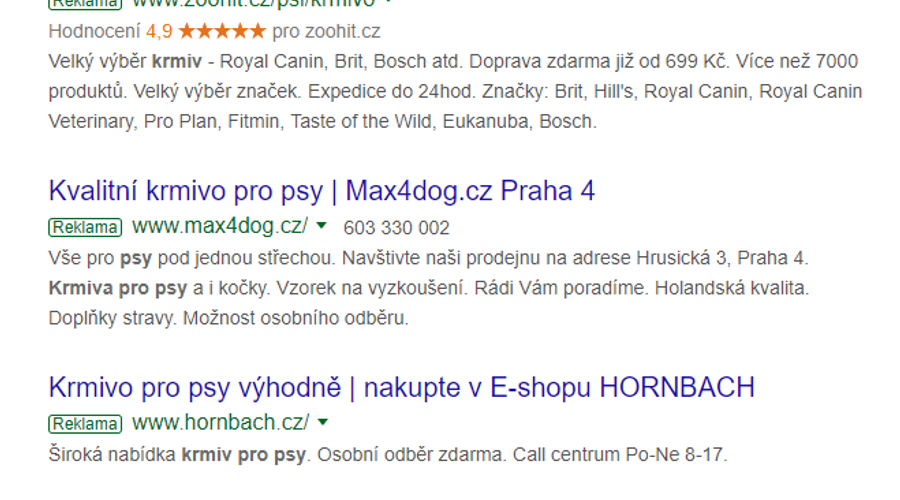 Reklama www.zoohit.cz/psi/krmivo
Hodnocení 4,9 ★★★★★ pro zoohit.cz
Velký výběr krmiv - Royal Canin, Brit, Bosch atd. Doprava zdarma již od 699 Kč. Více než 7000
produktů. Velký výběr značek. Expedice do 24hod. Značky: Brit, Hill's, Royal Canin, Royal Canin
Veterinary, Pro Plan, Fitmin, Taste of the Wild, Eukanuba, Bosch.
Kvalitní krmivo pro psy | Max4dog.cz Praha 4
Reklama www.max4dog.cz/ 603 330 002
Vše pro psy pod jednou střechou. Navštivte naši prodejnu na adrese Hrusická 3, Praha 4.
Krmiva pro psy a i kočky. Vzorek na vyzkoušení. Rádi Vám poradíme. Holandská kvalita.
Doplňky stravy. Možnost osobního odběru.
Krmivo pro psy výhodně | nakupte v E-shopu HORNBACH
Reklama www.hornbach.cz/
Široká nabídka krmiv pro psy. Osobní odběr zdarma. Call centrum Po-Ne 8-17.